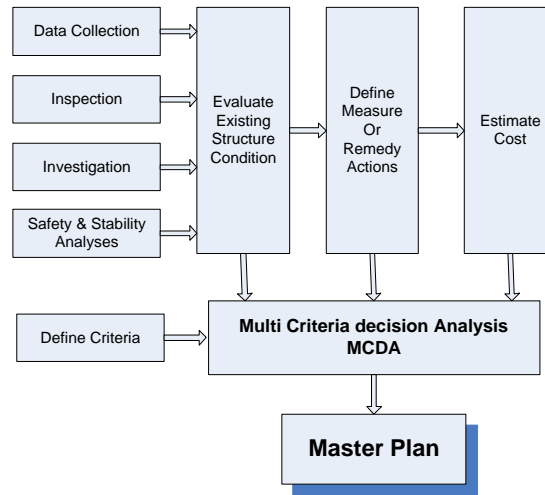 Data Collection
Inspection
Investigation
Safety & Stability
Analyses
Evaluate
Existing
Structure
Condition
Define
Measure
Or
Remedy
Actions
Estimate
Cost
Define Criteria
Multi Criteria decision Analysis
MCDA
Master Plan